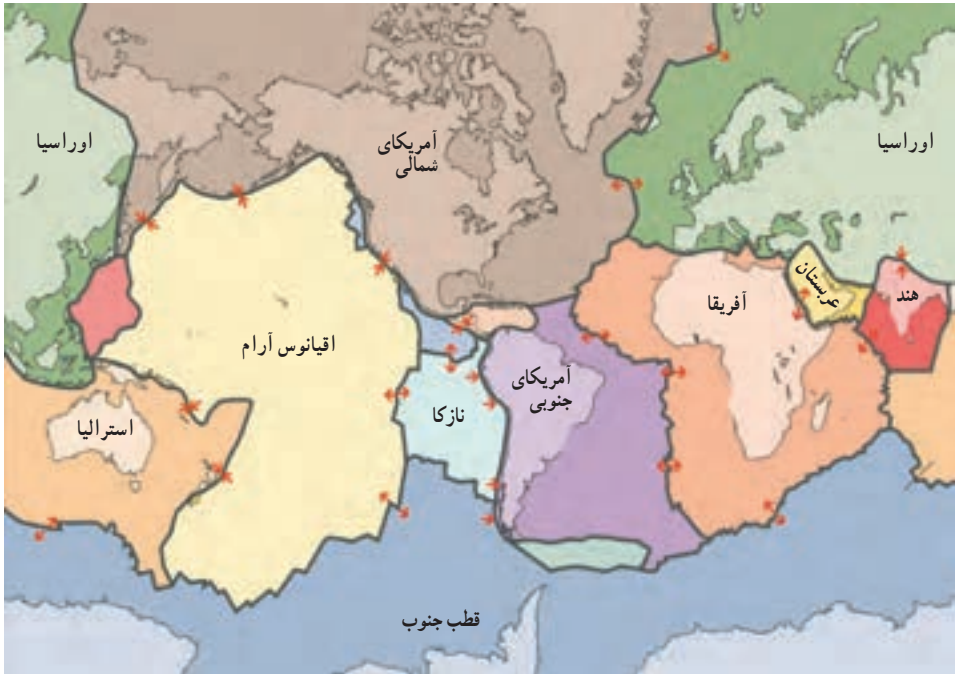 اوراسیا
آمریکای
شمالی
اوراسیا
عربستان
هند
آفریقا
اقیانوس آرام
آمریکای
جنوبی
نازکا
استرالیا
قطب جنوب